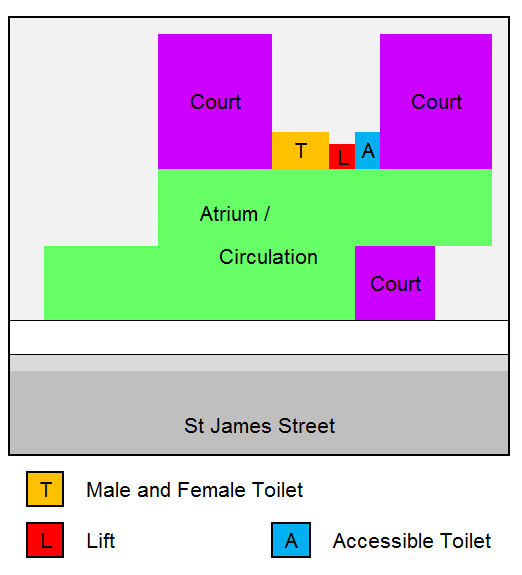 Court
Court
T
L
A
Atrium /
Circulation
Court
St James Street
T Male and Female Toilet
L Lift
A Accessible Toilet